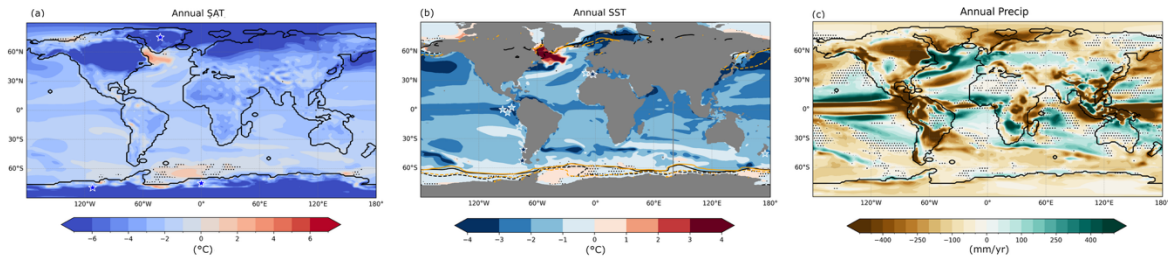 (a) Annual SAT
60°N
30°N
0°
30°S
60°S
120°W 60°W 0° 60°E 120°E 180°
−6 −4 −2 0 2 4 6
(°C)
(b) Annual SST
60°N
30°N
0°
30°S
60°S
120°W 60°W 0° 60°E 120°E 180°
−4 −3 −2 −1 0 1 2 3 4
(°C)
(c) Annual Precip
60°N
30°N
0°
30°S
60°S
120°W 60°W 0° 60°E 120°E 180°
−400 −250 −100 0 100 250 400
(mm/yr)